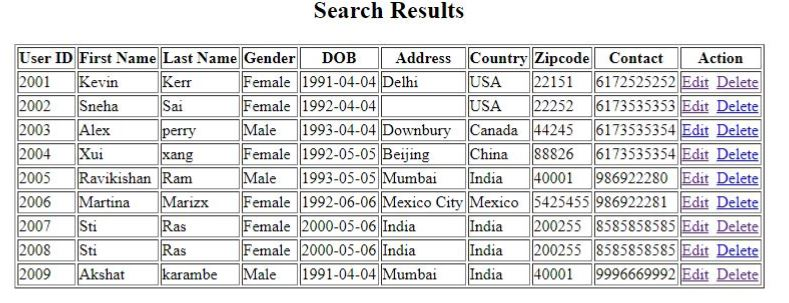 Search Results
User ID First Name Last Name Gender DOB Address Country Zipcode Contact Action
2001 Kevin Kerr Female 1991-04-04 Delhi USA 22151 6172525252 Edit Delete
2002 Sneha Sai Female 1992-04-04 USA 22252 6173535353 Edit Delete
2003 Alex perry Male 1993-04-04 Downbury Canada 44245 6173535354 Edit Delete
2004 Xui xang Female 1992-05-05 Beijing China 88826 6173535354 Edit Delete
2005 Ravikishan Ram Male 1993-05-05 Mumbai India 40001 986922280 Edit Delete
2006 Martina Marizx Female 1992-06-06 Mexico City Mexico 5425455 986922281 Edit Delete
2007 Sti Ras Female 2000-05-06 India India 200255 8585858585 Edit Delete
2008 Sti Ras Female 2000-05-06 India India 200255 8585858585 Edit Delete
2009 Akshat karambe Male 1991-04-04 Mumbai India 40001 9996669992 Edit Delete